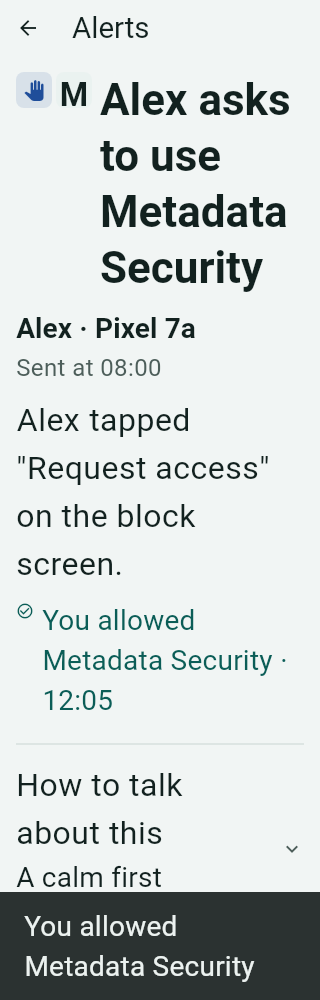 Alerts
M
Alex asks
to use
Metadata
Security
Alex · Pixel 7a
Sent at 08:00
Alex tapped
"Request access"
on the block
screen.
You allowed
Metadata Security ·
12:05
How to talk
about this
A calm first
You allowed
Metadata Security